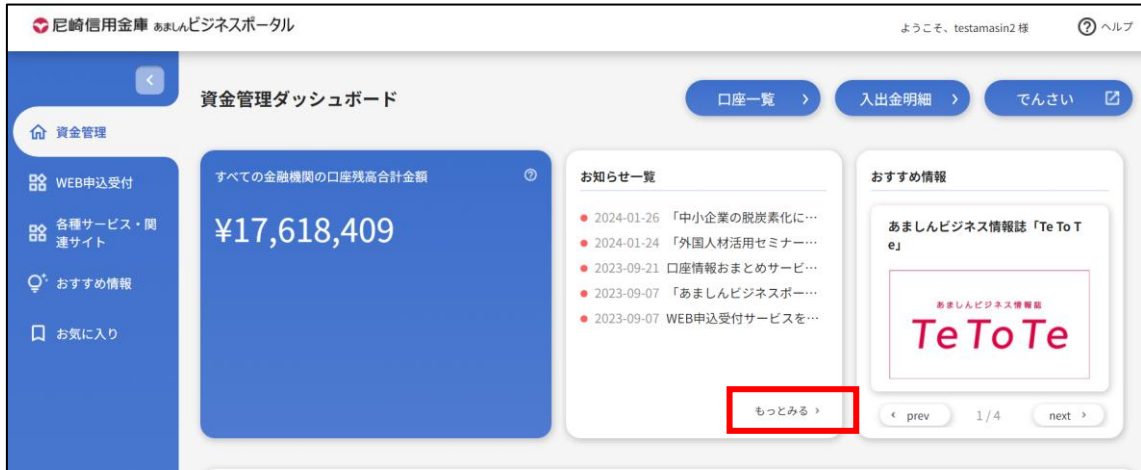 尼崎信用金庫 あましんビジネスポータル
ようこそ、testamasin2 様
ヘルプ
資金管理
WEB申込受付
各種サービス・関
連サイト
おすすめ情報
お気に入り
資金管理ダッシュボード
口座一覧
入出金明細
でんさい
すべての金融機関の口座残高合計金額
¥17,618,409
お知らせ一覧
2024-01-26 「中小企業の脱炭素化に…
2024-01-24 「外国人材活用セミナー…
2023-09-21 口座情報おまとめサービ…
2023-09-07 「あましんビジネスポー…
2023-09-07 WEB申込受付サービスを…
もっとみる
おすすめ情報
あましんビジネス情報誌「Te To T
e」
あましんビジネス情報誌
TeToTe
prev
1 / 4
next